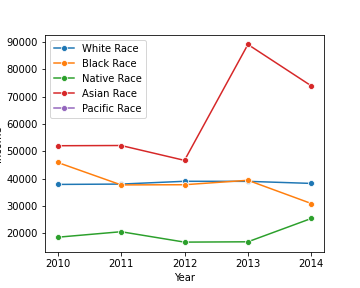 90000
80000
70000
60000
50000
40000
30000
20000
White Race
Black Race
Native Race
Asian Race
Pacific Race
2010 2011 2012 2013 2014
Year